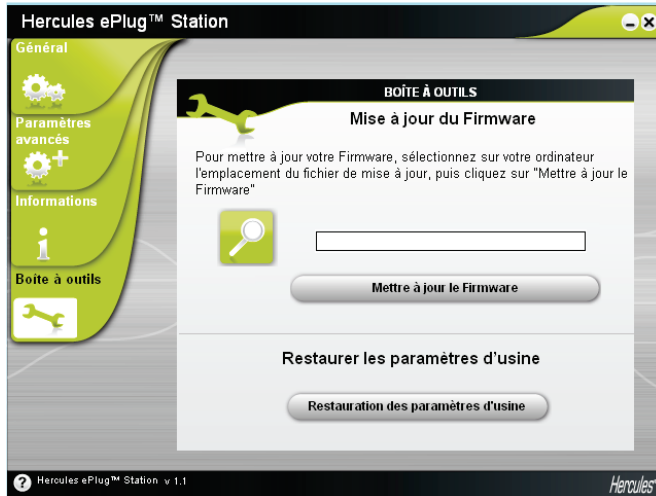 Hercules ePlug™ Station
Général
Paramètres
avancés
Informations
Boîte à outils
BOÎTE À OUTILS
Mise à jour du Firmware
Pour mettre à jour votre Firmware, sélectionnez sur votre ordinateur
l'emplacement du fichier de mise à jour, puis cliquez sur "Mettre à jour le
Firmware"
Mettre à jour le Firmware
Restaurer les paramètres d'usine
Restauration des paramètres d'usine
Hercules ePlug™ Station v 1.1
Hercules